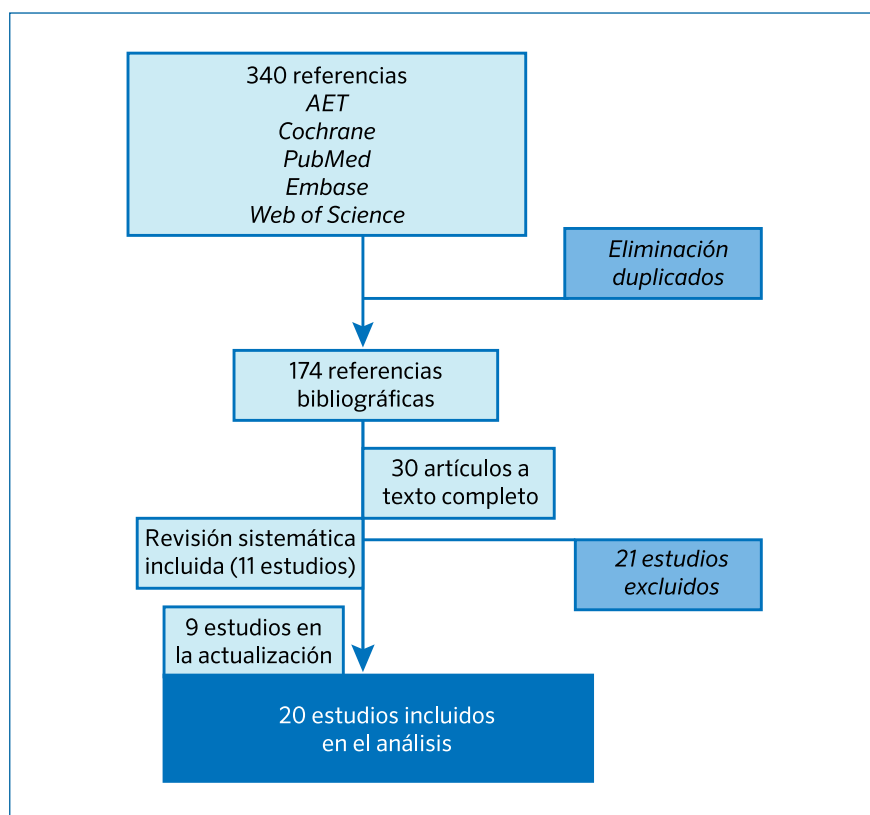 340 referencias
AET
Cochrane
PubMed
Embase
Web of Science
Eliminación
duplicados
174 referencias
bibliográficas
30 artículos a
texto completo
Revisión sistemática
incluida (11 estudios)
21 estudios
excluidos
9 estudios en
la actualización
20 estudios incluidos
en el análisis